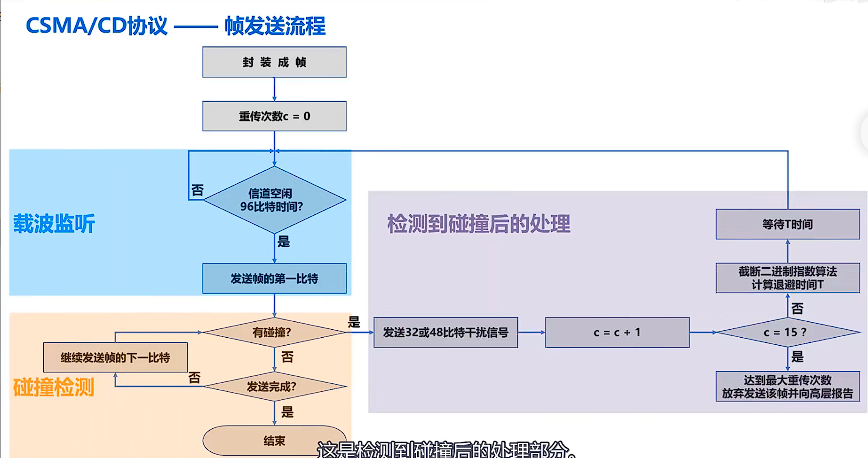 CSMA/CD协议 —— 帧发送流程
封 装 成 帧
重传次数c = 0
载波监听
否
信道空闲
96比特时间?
是
发送帧的第一比特
检测到碰撞后的处理
等待T时间
截断二进制指数算法
计算退避时间T
否
有碰撞?
是
发送32或48比特干扰信号
c = c + 1
c = 15 ?
继续发送帧的下一比特
否
是
碰撞检测
否
发送完成?
达到最大重传次数
放弃发送该帧并向高层报告
是
结束
这是检测到碰撞后的处理部分。